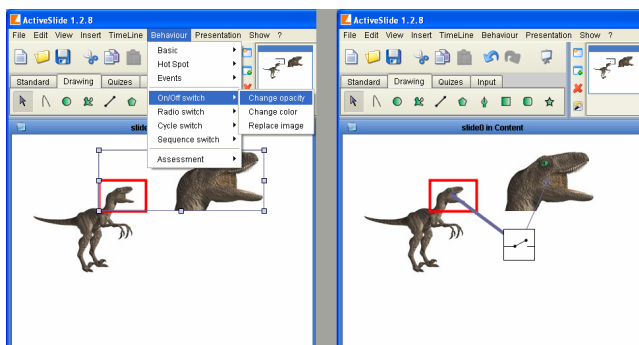 ActiveSlide 1.2.8
File Edit View Insert TimeLine Behaviour Presentation Show ?
Basic
Hot Spot
Events
On/Off switch
Radio switch
Cycle switch
Sequence switch
Assessment
Change opacity
Change color
Replace image
Standard Drawing Quizes
slide
ActiveSlide 1.2.8
File Edit View Insert TimeLine Behaviour Presentation Show ?
Standard Drawing Quizes Input
slide0 in Content